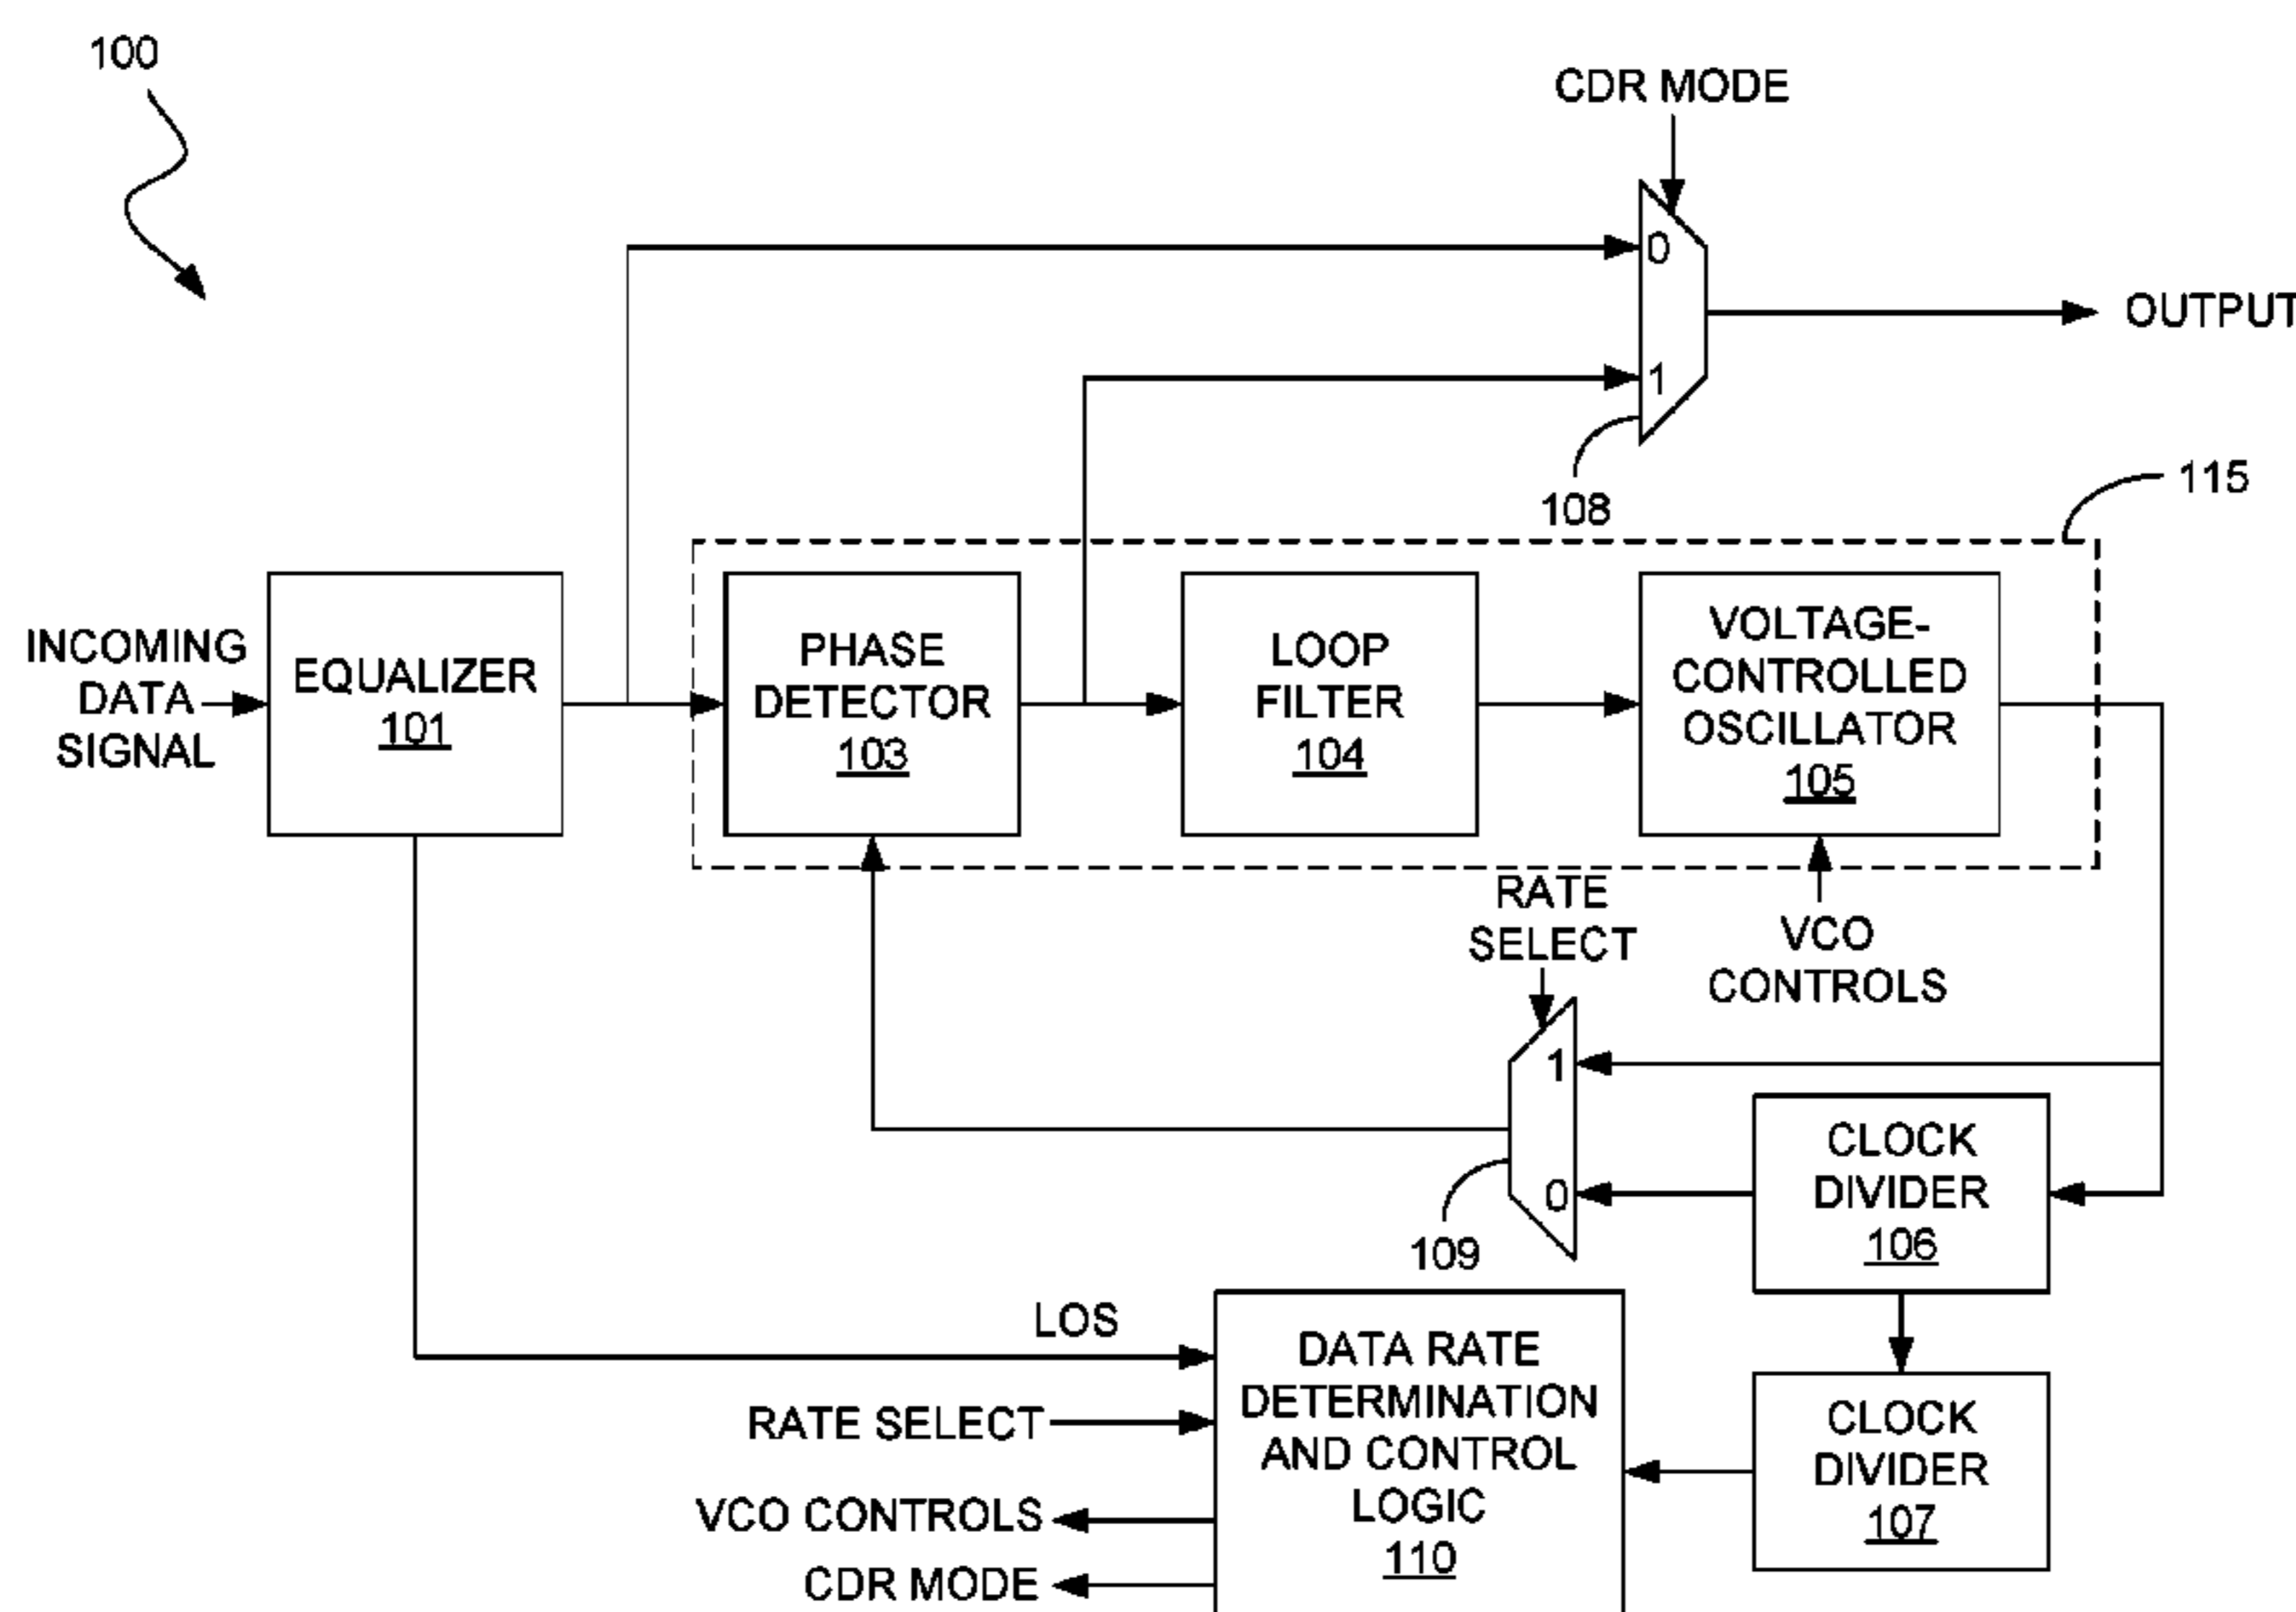 100
CDR MODE
0
OUTPUT
1
108
115
INCOMING
DATA
SIGNAL
EQUALIZER
101
PHASE
DETECTOR
103
LOOP
FILTER
104
VOLTAGE-
CONTROLLED
OSCILLATOR
105
RATE
SELECT
VCO
CONTROLS
1
0
109
CLOCK
DIVIDER
106
LOS
RATE SELECT
VCO CONTROLS
CDR MODE
DATA RATE
DETERMINATION
AND CONTROL
LOGIC
110
CLOCK
DIVIDER
107